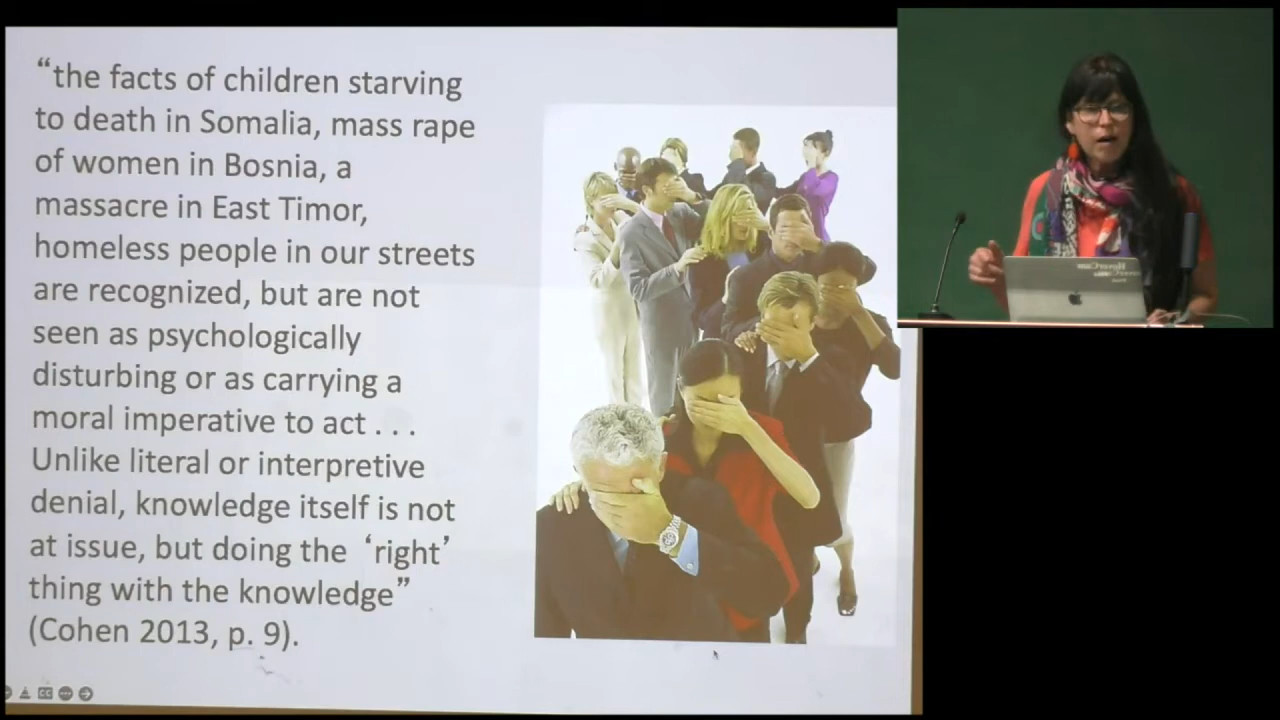 “the facts of children starving
to death in Somalia, mass rape
of women in Bosnia, a
massacre in East Timor,
homeless people in our streets
are recognized, but are not
seen as psychologically
disturbing or as carrying a
moral imperative to act . . .
Unlike literal or interpretive
denial, knowledge itself is not
at issue, but doing the ‘right’
thing with the knowledge”
(Cohen 2013, p. 9).